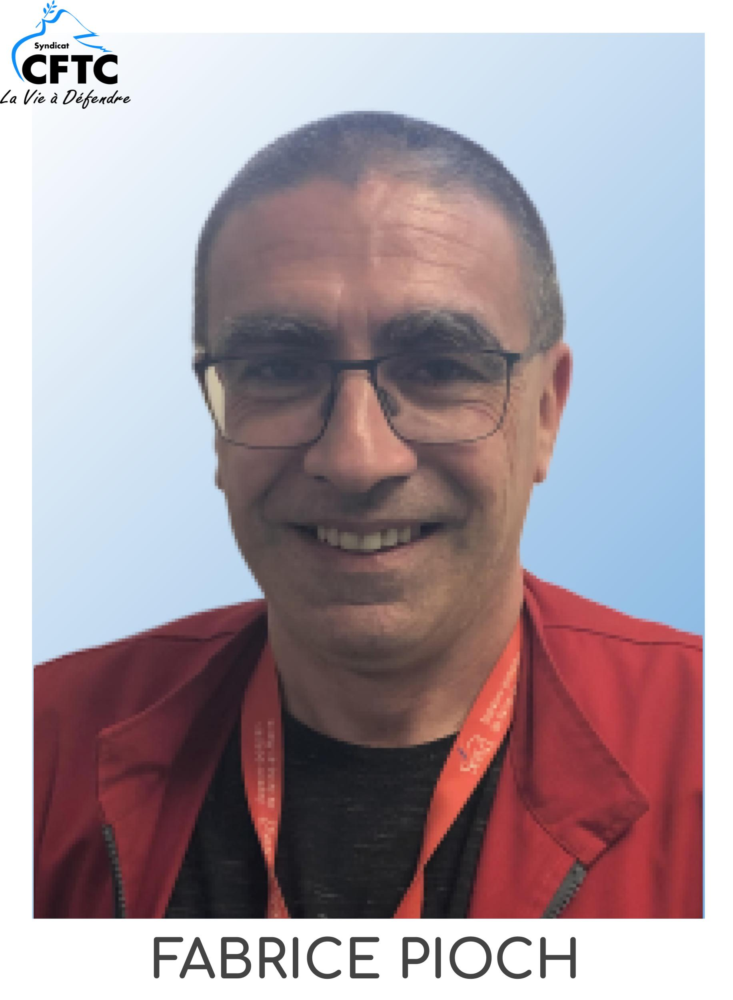 Syndicat
CFTC
La Vie à Défendre
FABRICE PIOCH